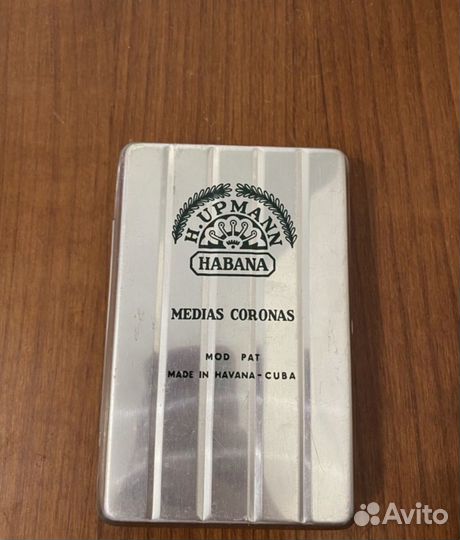 H. UPMANN
HABANA
MEDIAS CORONAS
MOD PAT
MADE IN HAVANA-CUBA
Avito